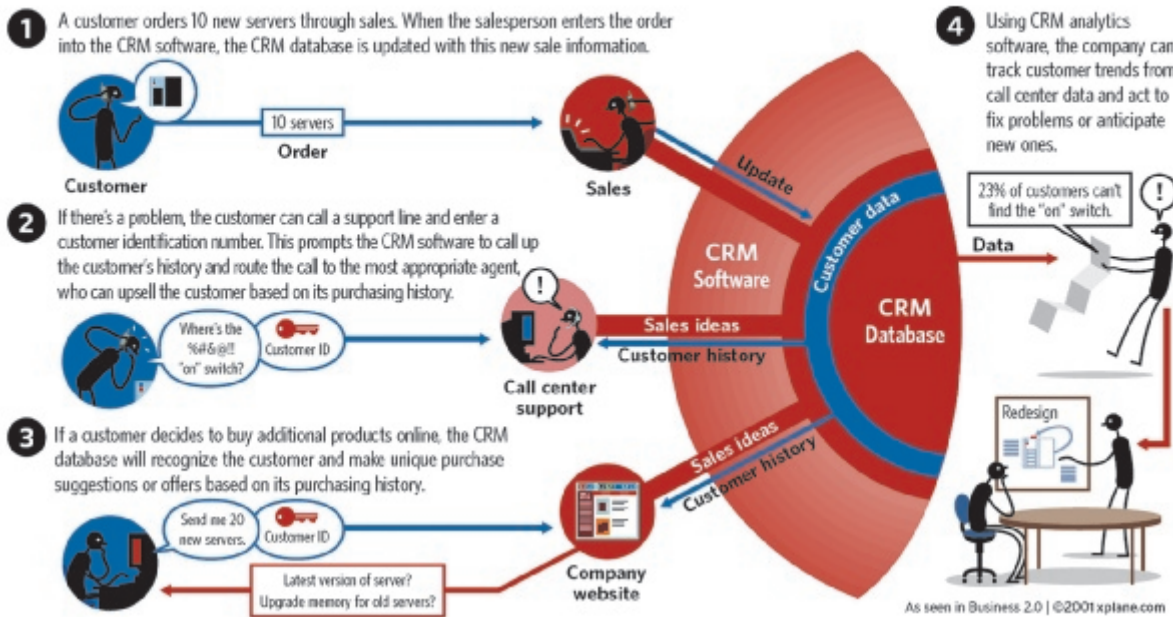 1 A customer orders 10 new servers through sales. When the salesperson enters the order
into the CRM software, the CRM database is updated with this new sale information.
10 servers
Order
Customer
Sales
Update
2 If there's a problem, the customer can call a support line and enter a
customer identification number. This prompts the CRM software to call up
the customer's history and route the call to the most appropriate agent,
who can upsell the customer based on its purchasing history.
Where's the
%#&@!!
"on" switch?
Customer ID
!
Call center
support
Sales ideas
Customer history
CRM
Software
Customer data
CRM
Database
3 If a customer decides to buy additional products online, the CRM
database will recognize the customer and make unique purchase
suggestions or offers based on its purchasing history.
Send me 20
new servers.
Customer ID
Latest version of server?
Upgrade memory for old servers?
Company
website
Sales ideas
Customer history
4 Using CRM analytics
software, the company can
track customer trends from
call center data and act to
fix problems or anticipate
new ones.
23% of customers can't
find the "on" switch.
!
Data
Redesign
As seen in Business 2.0 | ©2001 xplane.com